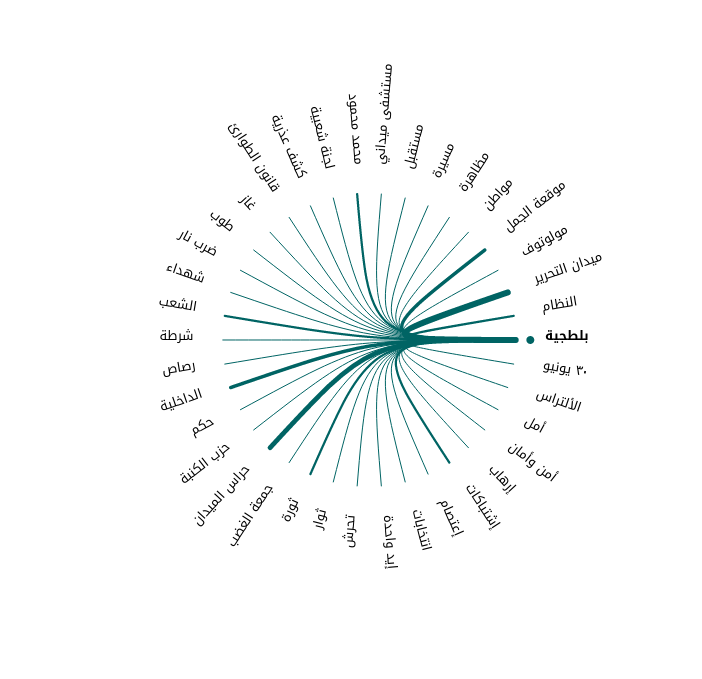 بلطجية
٣٠ يونيو
الألتراس
أمل
أمن وأمان
إرهاب
إشتباكات
إعتصام
انتخابات
إيد واحدة
تحرش
ثوار
ثورة
جمعة الغضب
حراس الميدان
حزب الكنبة
حكم
الداخلية
رصاص
شرطة
الشعب
شهداء
ضرب نار
طوب
غاز
قانون الطوارئ
كشف عذرية
لجنة شعبية
محمد محمود
مستشفى ميداني
مستقبل
مسيرة
مظاهرة
مواطن
موقعة الجمل
مولوتوف
ميدان التحرير
النظام